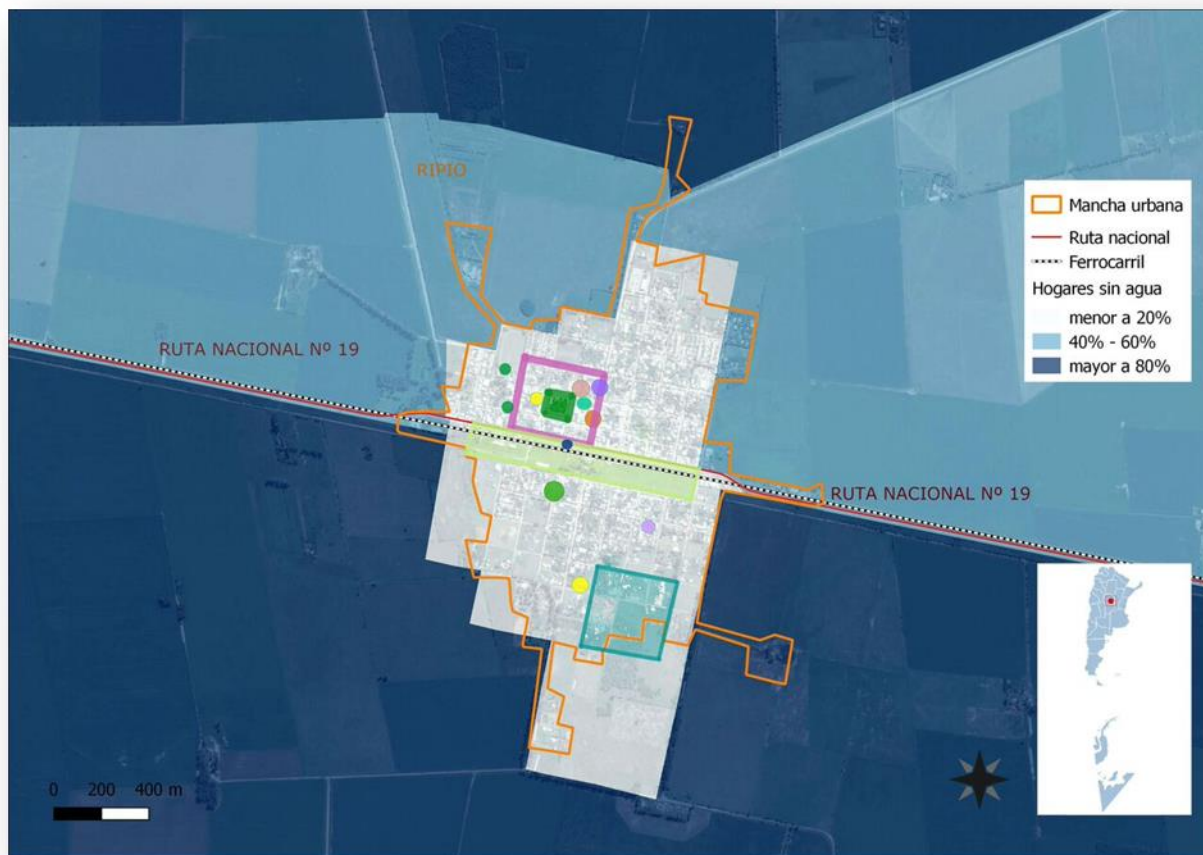 RIPIO
RUTA NACIONAL Nº 19
RUTA NACIONAL Nº 19
Mancha urbana
Ruta nacional
Ferrocarril
Hogares sin agua
menor a 20%
40% - 60%
mayor a 80%
0 200 400 m